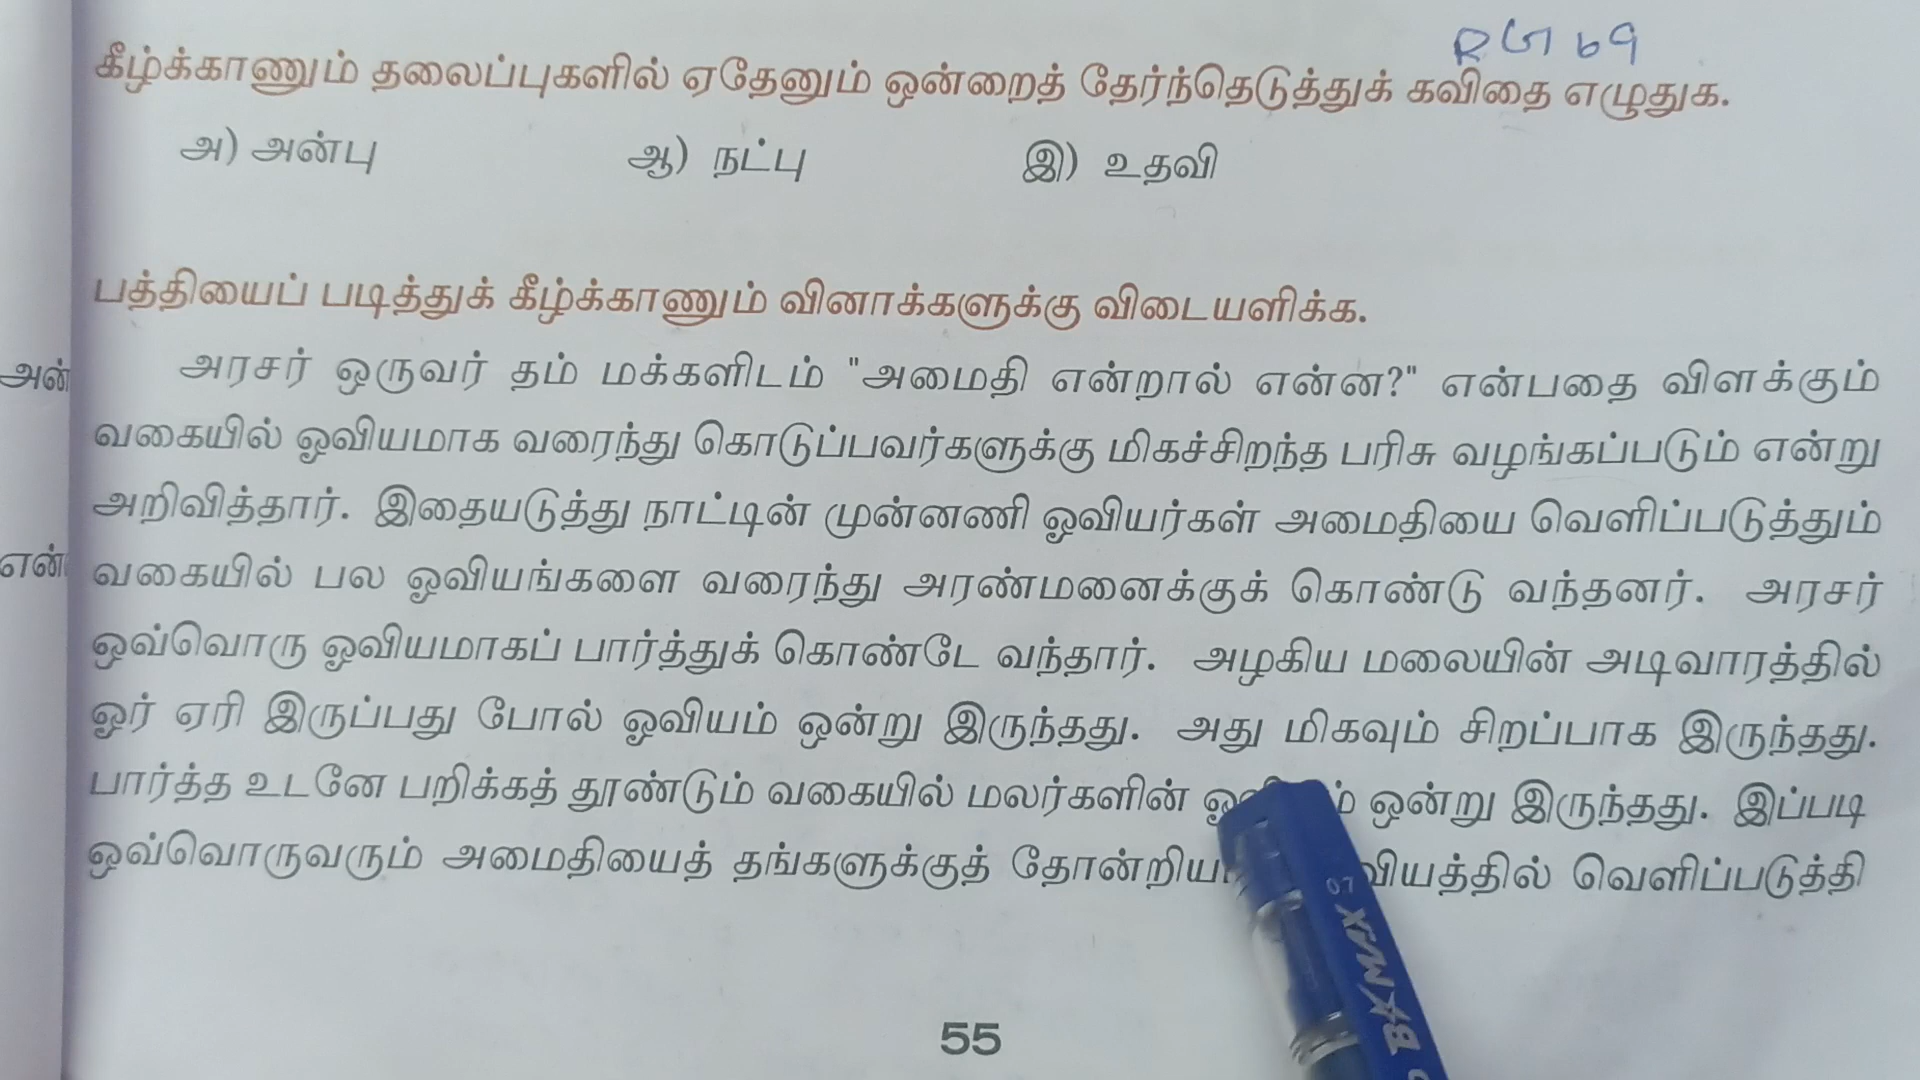 RG 69
கீழ்க்காணும் தலைப்புகளில் ஏதேனும் ஒன்றைத் தேர்ந்தெடுத்துக் கவிதை எழுதுக.
அ) அன்பு ஆ) நட்பு இ) உதவி
பத்தியைப் படித்துக் கீழ்க்காணும் வினாக்களுக்கு விடையளிக்க.
அரசர் ஒருவர் தம் மக்களிடம் "அமைதி என்றால் என்ன?" என்பதை விளக்கும்
வகையில் ஓவியமாக வரைந்து கொடுப்பவர்களுக்கு மிகச்சிறந்த பரிசு வழங்கப்படும் என்று
அறிவித்தார். இதையடுத்து நாட்டின் முன்னணி ஓவியர்கள் அமைதியை வெளிப்படுத்தும்
வகையில் பல ஓவியங்களை வரைந்து அரண்மனைக்குக் கொண்டு வந்தனர். அரசர்
ஒவ்வொரு ஓவியமாகப் பார்த்துக் கொண்டே வந்தார். அழகிய மலையின் அடிவாரத்தில்
ஓர் ஏரி இருப்பது போல் ஓவியம் ஒன்று இருந்தது. அது மிகவும் சிறப்பாக இருந்தது.
பார்த்த உடனே பறிக்கத் தூண்டும் வகையில் மலர்களின் ஒன்று இருந்தது. இப்படி
ஒவ்வொருவரும் அமைதியைத் தங்களுக்குத் வெளிப்படுத்தி
அன்
என்
55
0.7 XTMAX